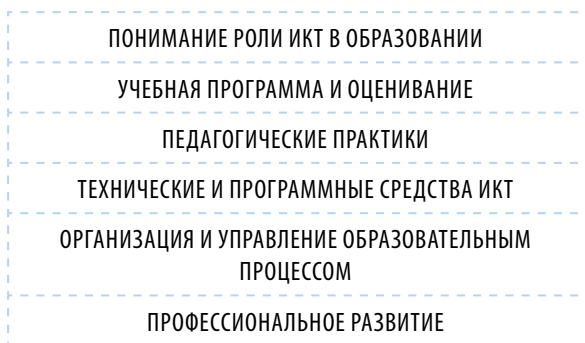 ПОНИМАНИЕ РОЛИ ИКТ В ОБРАЗОВАНИИ
УЧЕБНАЯ ПРОГРАММА И ОЦЕНИВАНИЕ
ПЕДАГОГИЧЕСКИЕ ПРАКТИКИ
ТЕХНИЧЕСКИЕ И ПРОГРАММНЫЕ СРЕДСТВА ИКТ
ОРГАНИЗАЦИЯ И УПРАВЛЕНИЕ ОБРАЗОВАТЕЛЬНЫМ
ПРОЦЕССОМ
ПРОФЕССИОНАЛЬНОЕ РАЗВИТИЕ